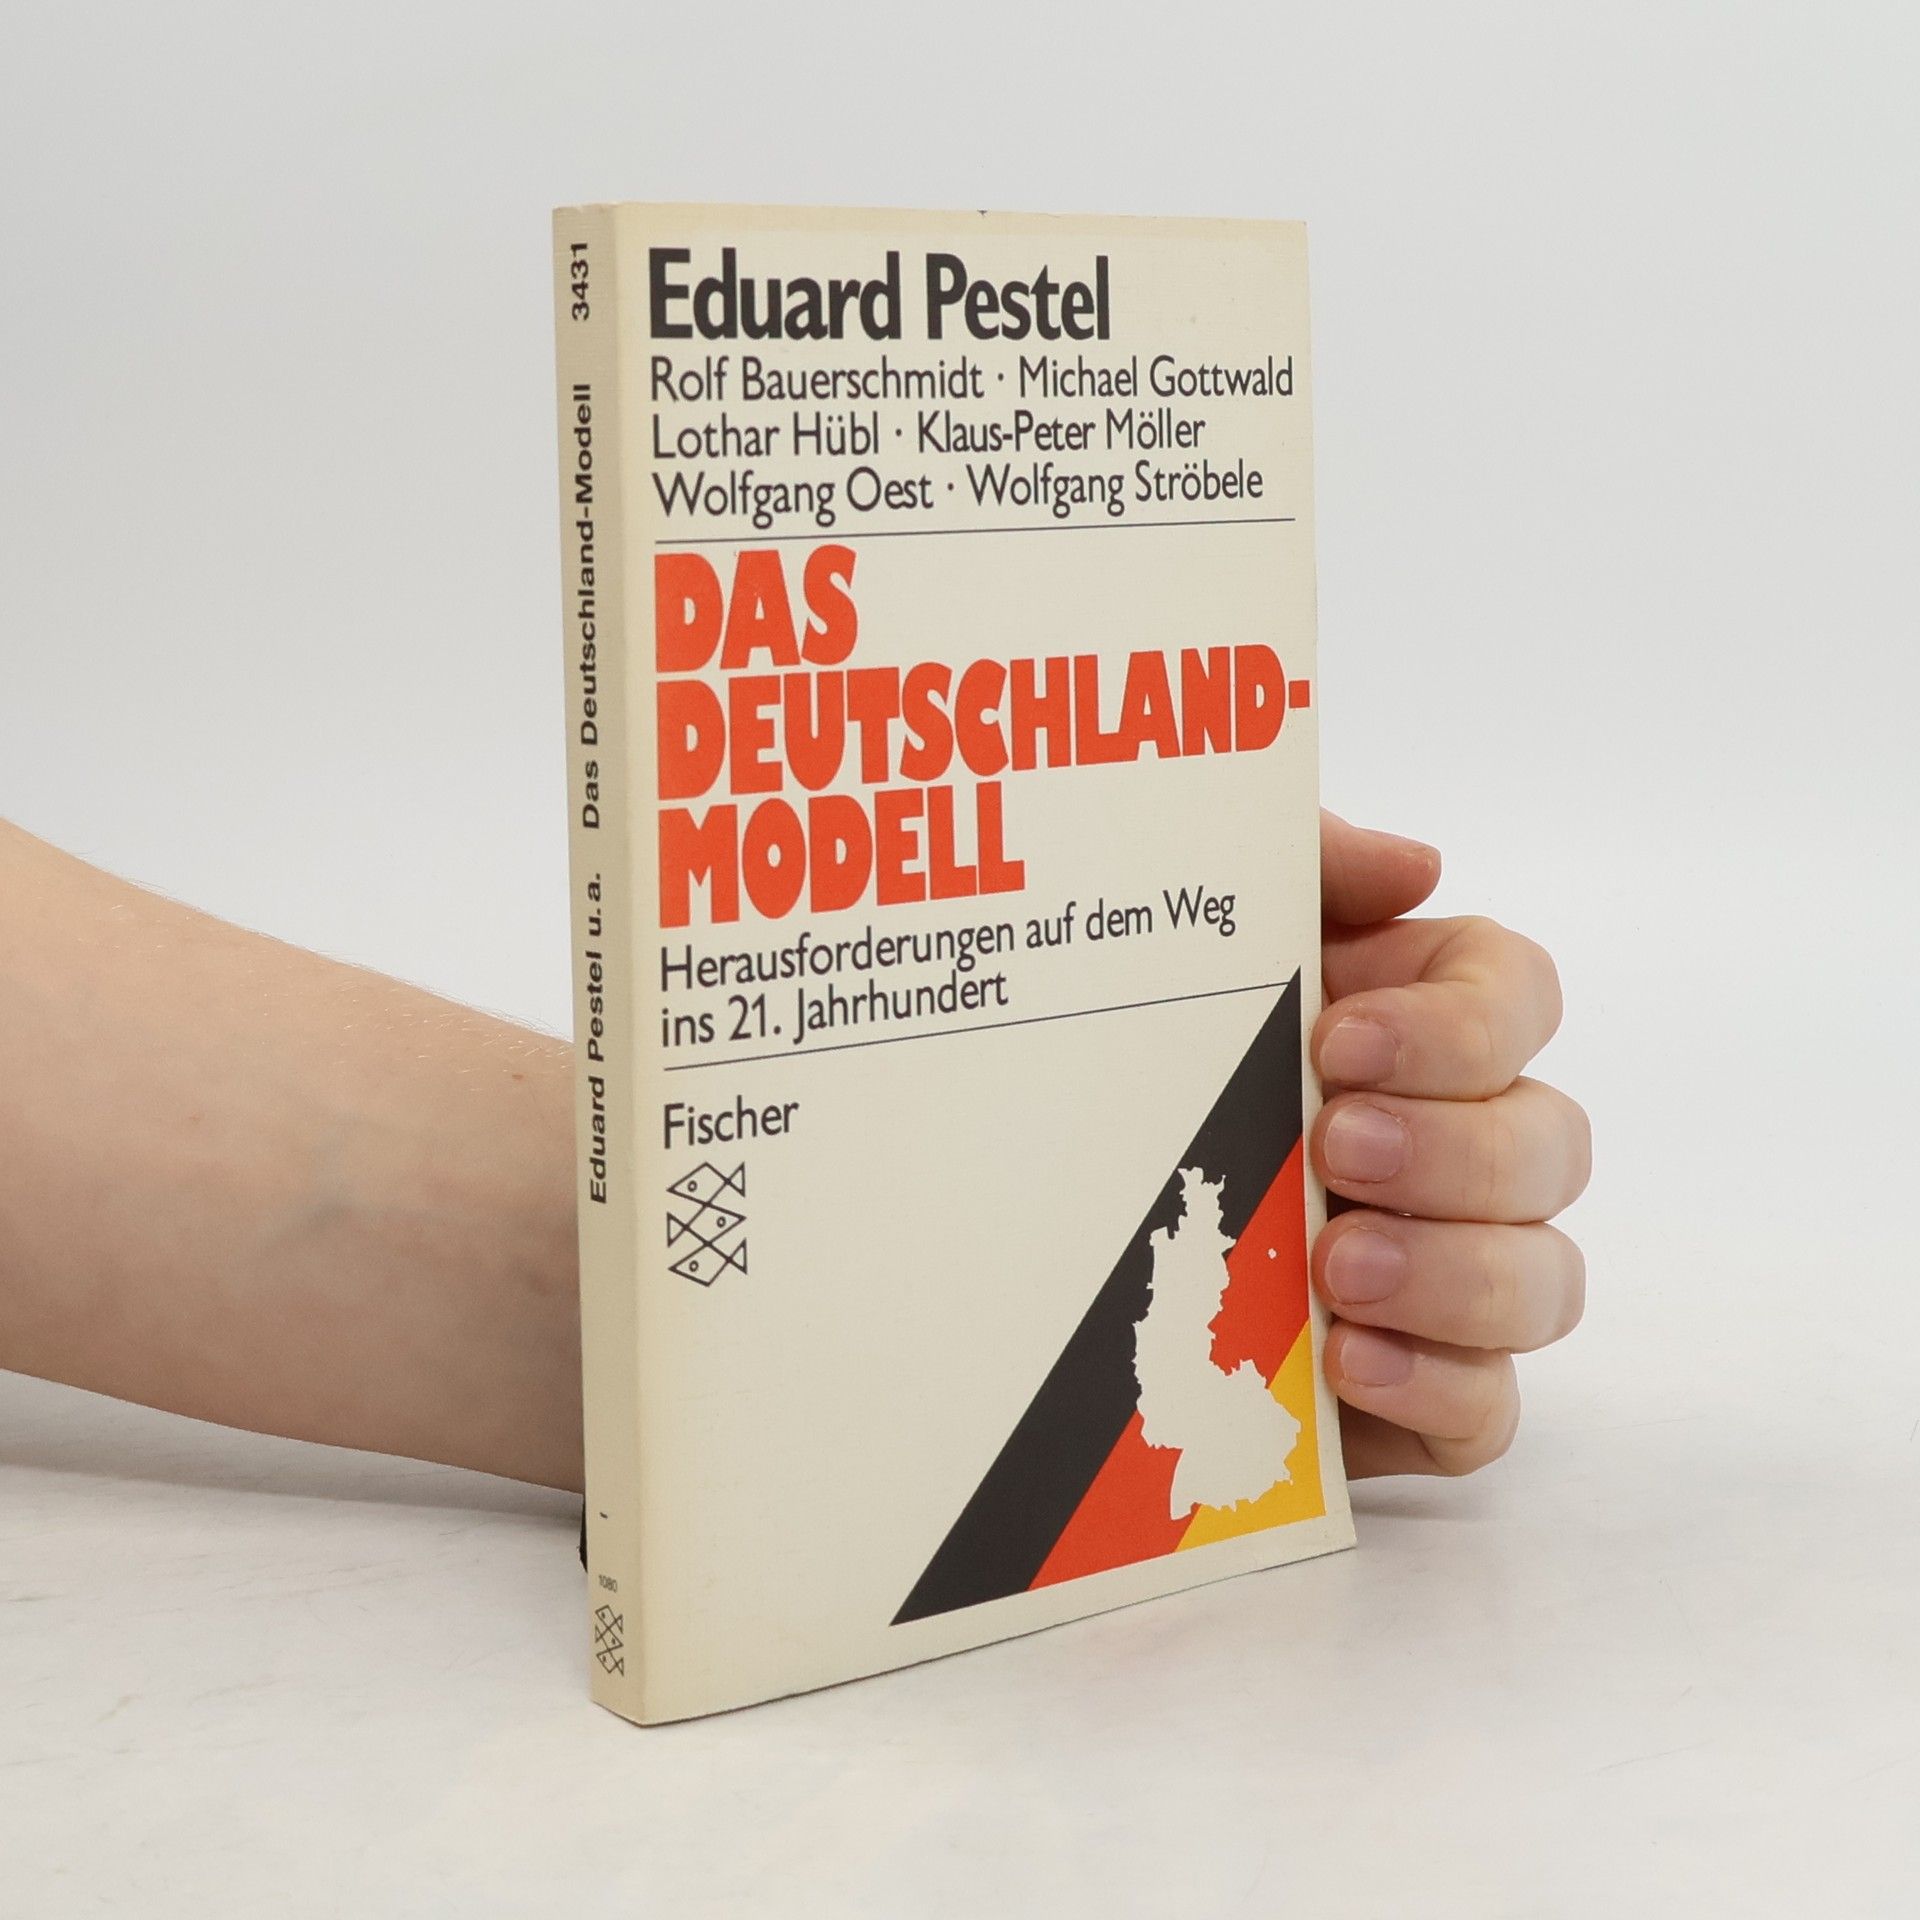 Eduard Pestel
Rolf Bauerschmidt · Michael Gottwald
Lothar Hübl · Klaus-Peter Möller
Wolfgang Oest · Wolfgang Ströbele
DAS
DEUTSCHLAND-
MODELL
Herausforderungen auf dem Weg
ins 21. Jahrhundert
Fischer
Eduard Pestel u. a. Das Deutschland-Modell 3431
1080